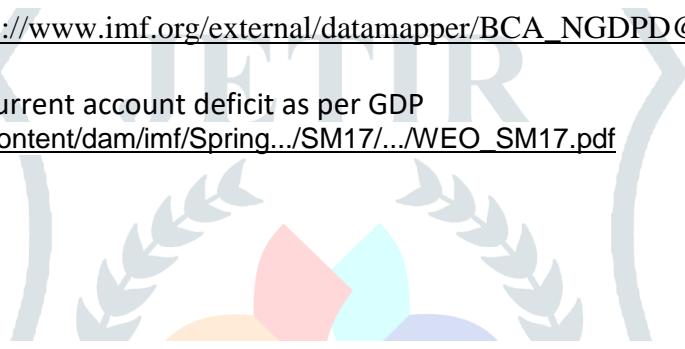 ://www.imf.org/external/datamapper/BCA_NGDPD@
JETIR
urrent account deficit as per GDP
ontent/dam/imf/Spring.../SM17/.../WEO_SM17.pdf